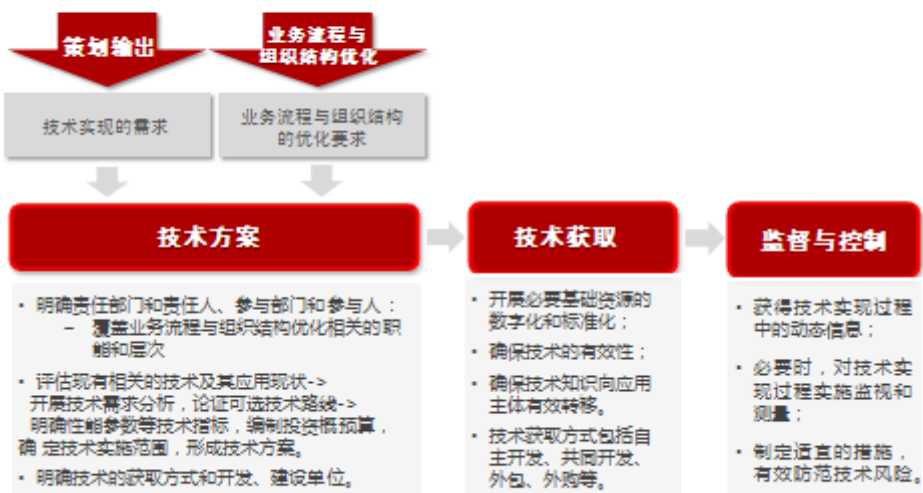 策划输出
业务流程与
组织结构优化
技术实现的需求
业务流程与组织结构
的优化要求
技术方案
技术获取
监督与控制
• 明确责任部门和责任人、参与部门和参与人：
– 覆盖业务流程与组织结构优化相关的职
能和层次
• 评估现有相关的技术及其应用现状->
开展技术需求分析，论证可选技术路线->
明确性能参数等技术指标，编制投资概预算，
确 定技术实施范围，形成技术方案。
• 明确技术的获取方式和开发、建设单位。
• 开展必要基础资源的
数字化和标准化；
• 确保技术的有效性；
• 确保技术知识向应用
主体有效转移。
• 技术获取方式包括自
主开发、共同开发、
外包、外购等。
• 获得技术实现过程
中的动态信息；
• 必要时，对技术实
现过程实施监视和
测量；
• 制定适宜的措施，
有效防范技术风险。